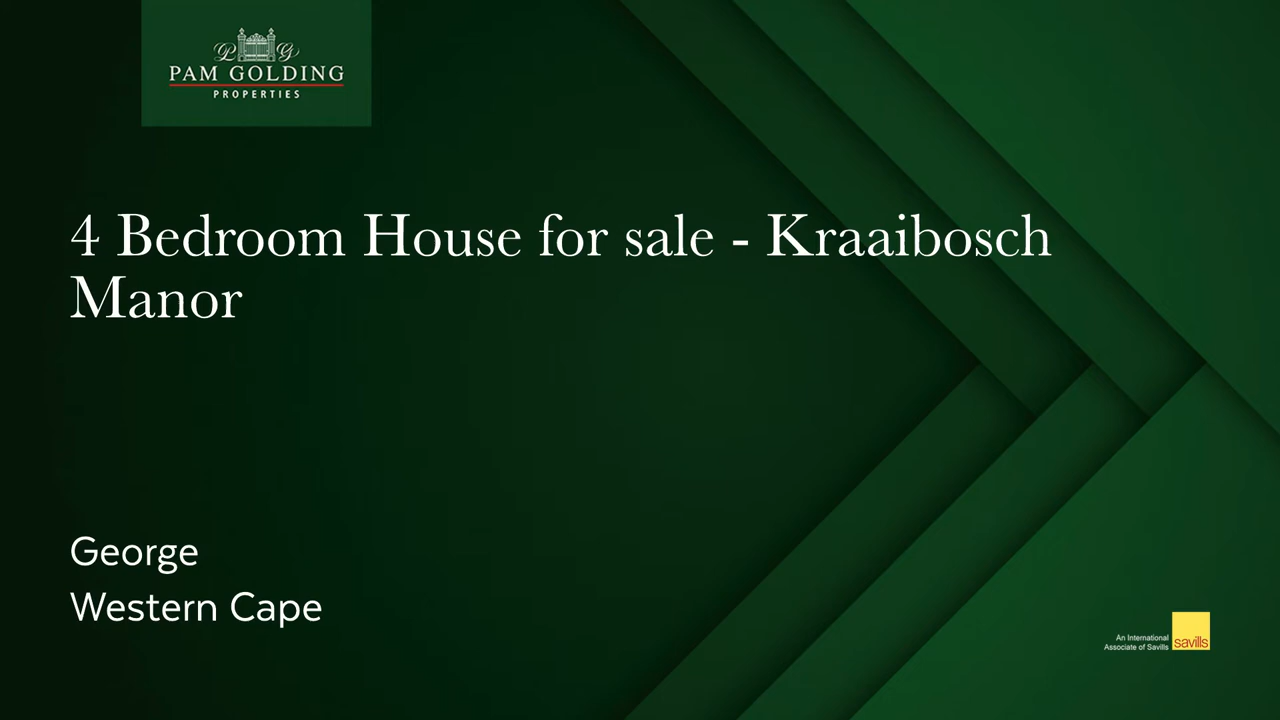 P G
PAM GOLDING
PROPERTIES
4 Bedroom House for sale - Kraaibosch
Manor
George
Western Cape
An International
Associate of Savills
savills